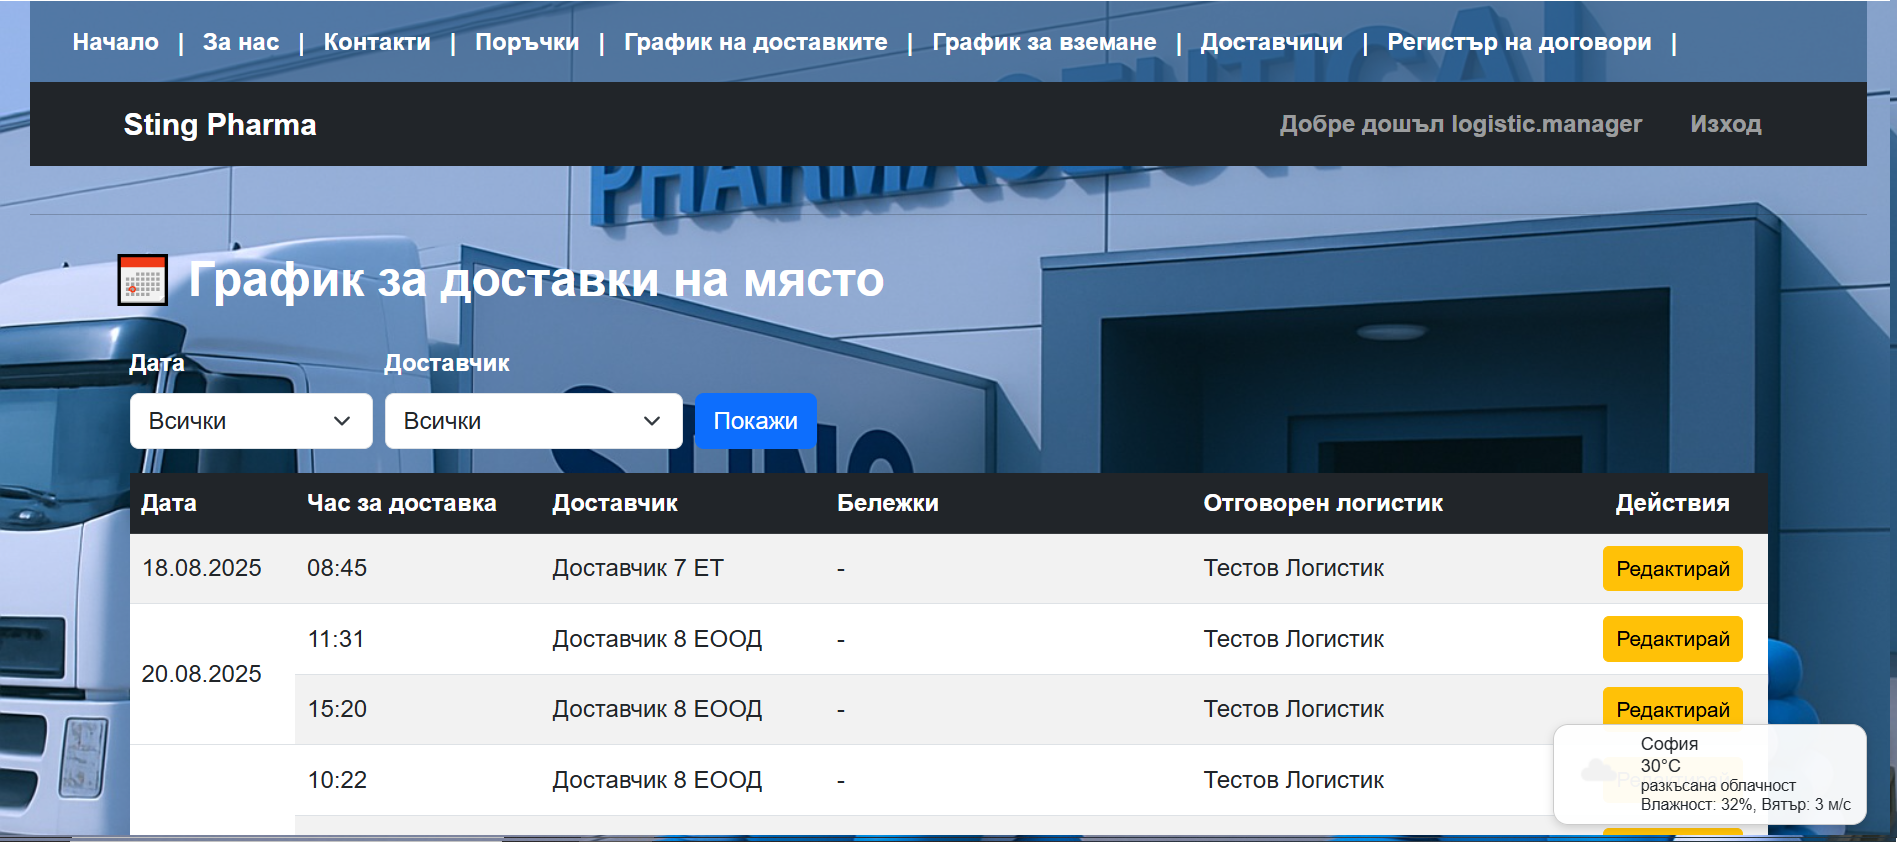 Начало | За нас | Контакти | Поръчки | График на доставките | График за вземане | Доставчици | Регистър на договори |
Sting Pharma Добре дошъл logistic.manager Изход
PHARMACEUTICAL
График за доставки на място
Дата Доставчик
Всички Всички Покажи
Дата Час за доставка Доставчик Бележки Отговорен логистик Действия
18.08.2025 08:45 Доставчик 7 ЕТ - Тестов Логистик Редактирай
20.08.2025 11:31 Доставчик 8 ЕООД - Тестов Логистик Редактирай
15:20 Доставчик 8 ЕООД - Тестов Логистик Редактирай
10:22 Доставчик 8 ЕООД - Тестов Логистик
София
30°C
разкъсана облачност
Влажност: 32%, Вятър: 3 м/с